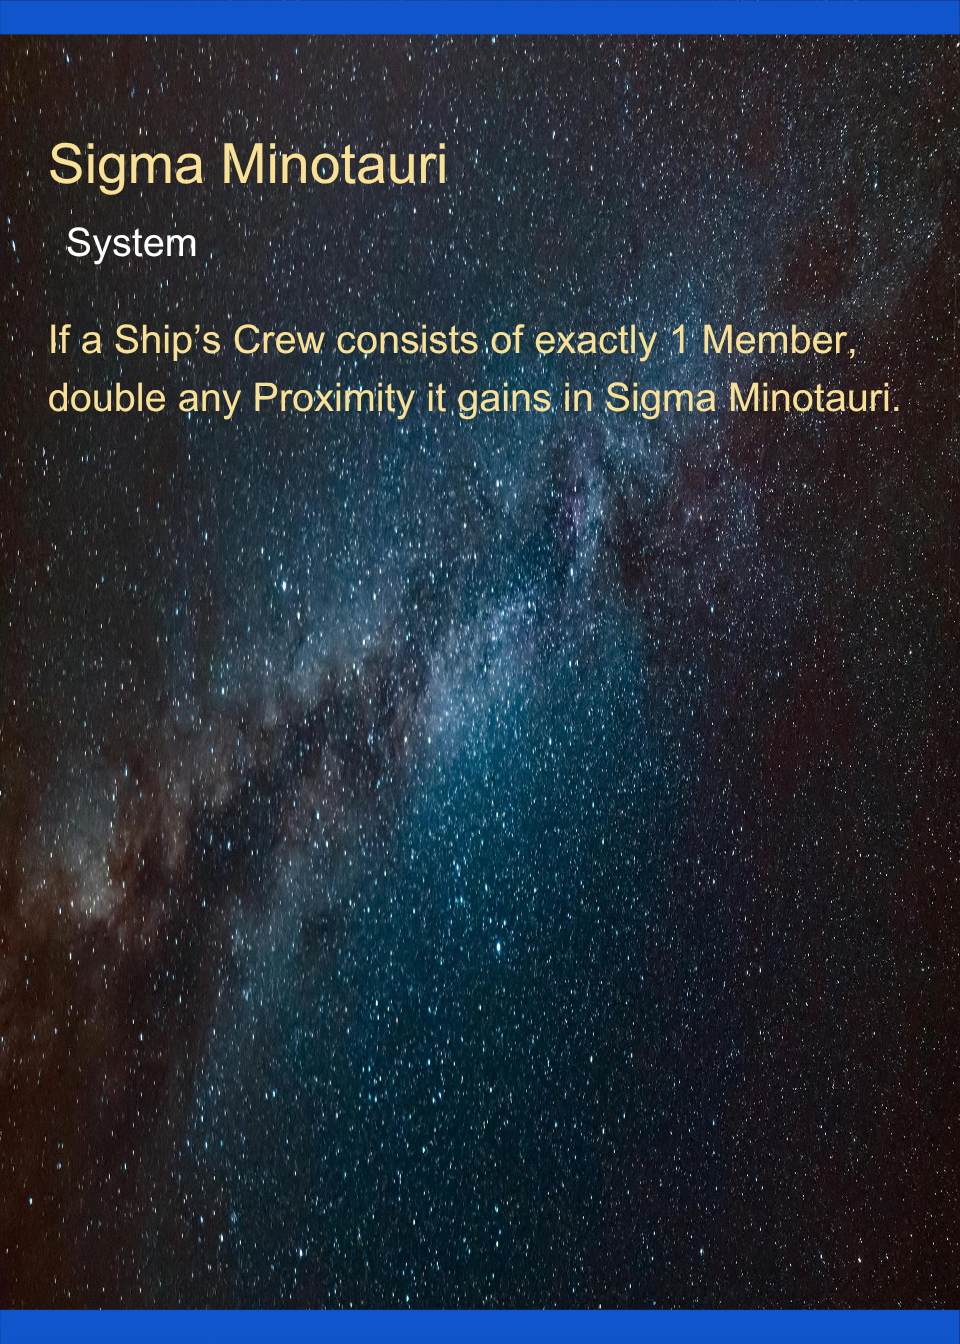 Sigma Minotauri
System
If a Ship’s Crew consists of exactly 1 Member,
double any Proximity it gains in Sigma Minotauri.